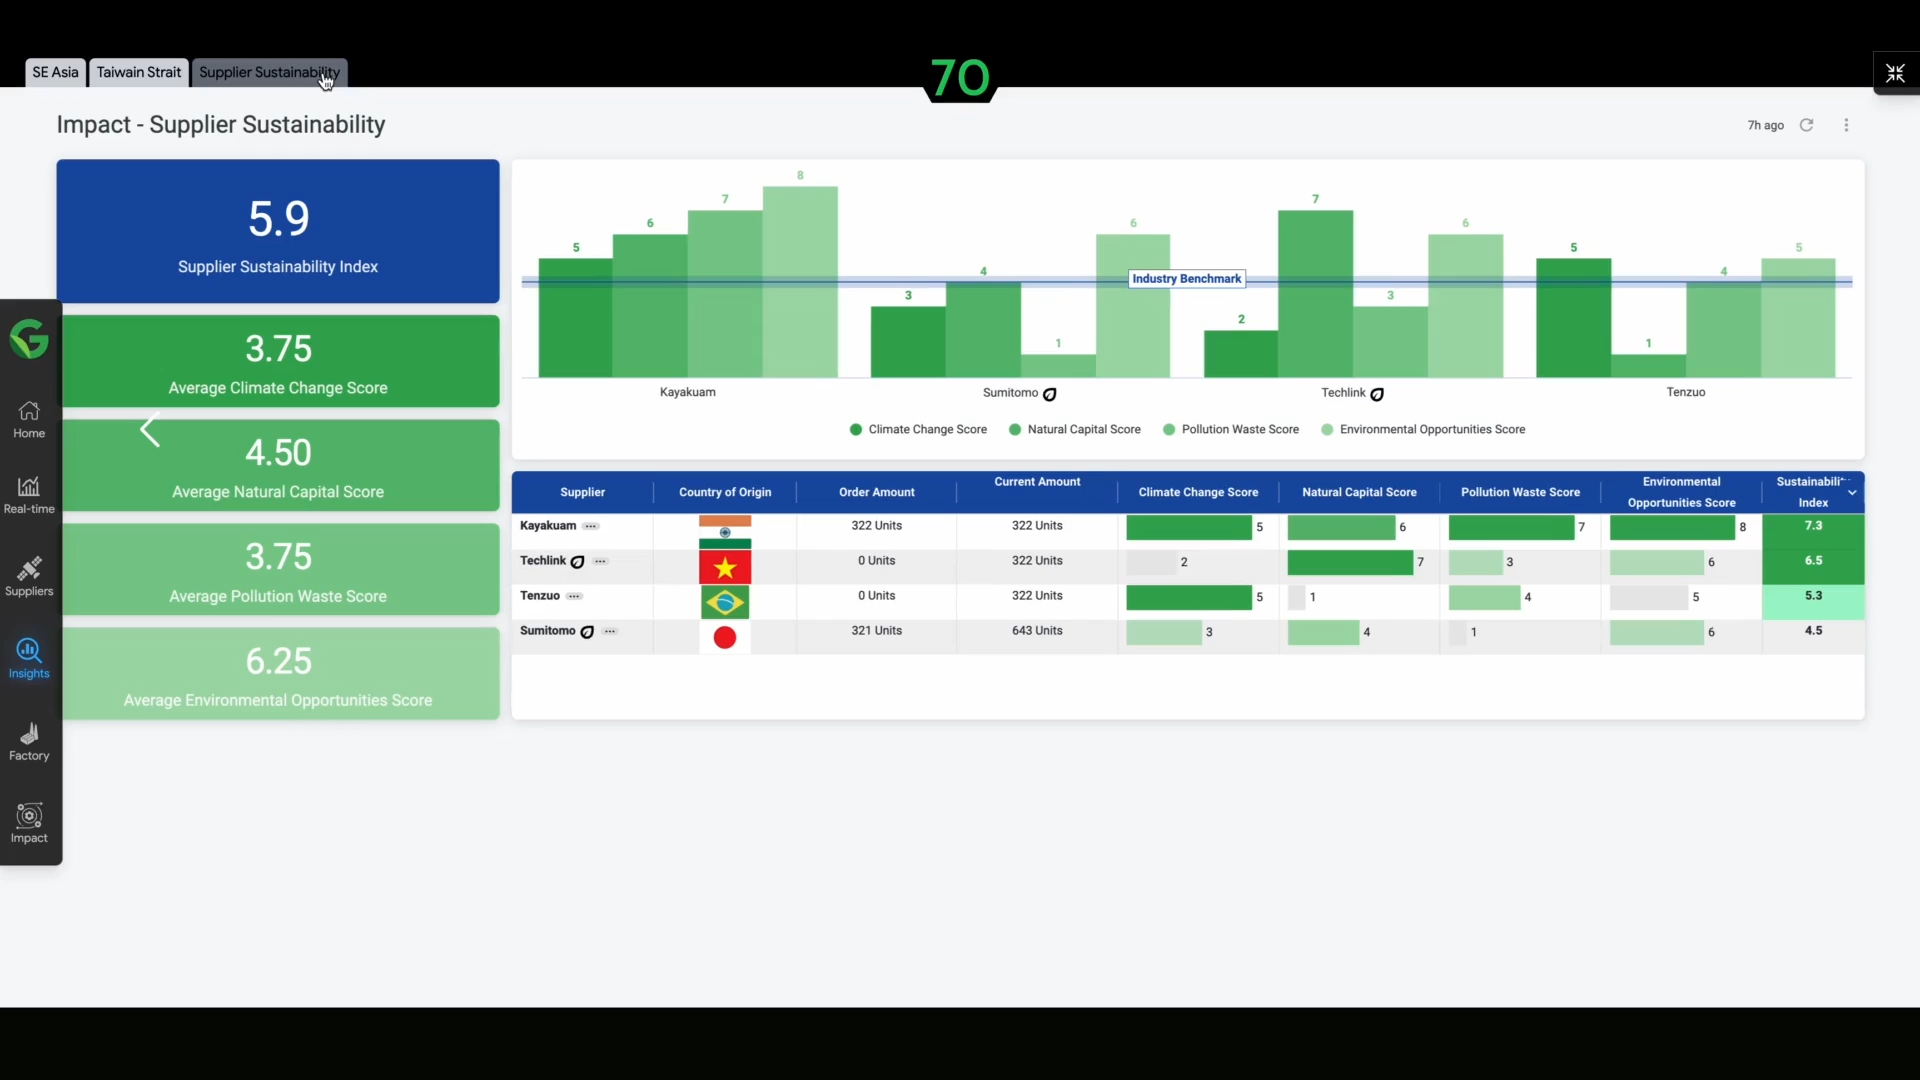 SE Asia
Taiwain Strait
Supplier Sustainability
70
Impact - Supplier Sustainability
7h ago
5.9
Supplier Sustainability Index
3.75
Average Climate Change Score
4.50
Average Natural Capital Score
3.75
Average Pollution Waste Score
6.25
Average Environmental Opportunities Score
Home
Real-time
Suppliers
Insights
Factory
Impact
5 6 7 8
3 4 1 6
2 7 3 6
5 1 4 5
Industry Benchmark
Kayakuam Sumitomo Techlink Tenzuo
Climate Change Score Natural Capital Score Pollution Waste Score Environmental Opportunities Score
Supplier Country of Origin Order Amount Current Amount Climate Change Score Natural Capital Score Pollution Waste Score Environmental Opportunities Score Sustainabili... Index
Kayakuam 322 Units 322 Units 5 6 7 8 7.3
Techlink 0 Units 322 Units 2 7 3 6 6.5
Tenzuo 0 Units 322 Units 5 1 4 5 5.3
Sumitomo 321 Units 643 Units 3 4 1 6 4.5